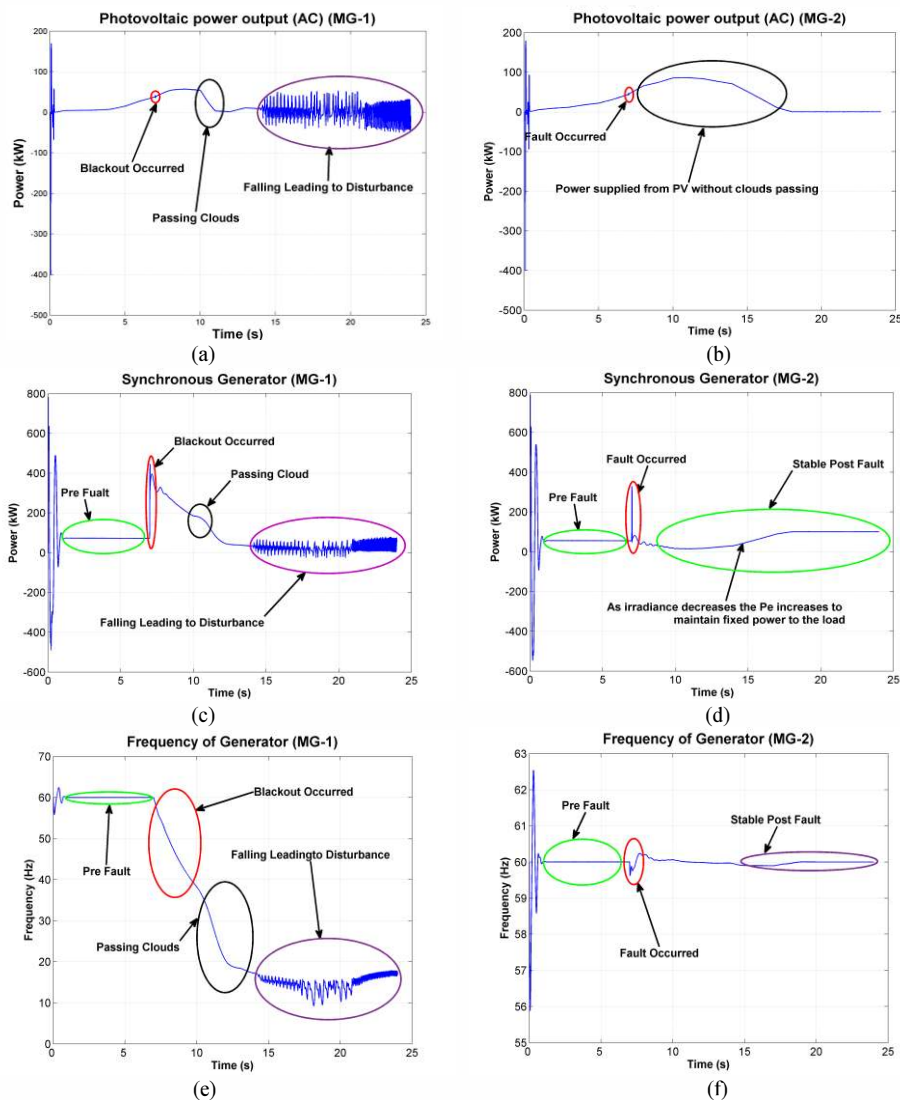 Photovoltaic power output (AC) (MG-1)
200
100
0
-100
-200
-300
-400
-500
Power (kW)
Blackout Occurred
Passing Clouds
Falling Leading to Disturbance
0
5
10
15
20
25
Time (s)
(a)
Photovoltaic power output (AC) (MG-2)
200
100
0
-100
-200
-300
-400
-500
Power (kW)
Fault Occurred
Power supplied from PV without clouds passing
0
5
10
15
20
25
Time (s)
(b)
Synchronous Generator (MG-1)
800
600
400
200
0
-200
-400
-600
Power (kW)
Blackout Occurred
Passing Cloud
Pre Fualt
Falling Leading to Disturbance
0
5
10
15
20
25
Time (s)
(c)
Synchronous Generator (MG-2)
800
600
400
200
0
-200
-400
-600
Power (kW)
Fault Occurred
Stable Post Fault
Pre Fault
As irradiance decreases the Pe increases to
maintain fixed power to the load
0
5
10
15
20
25
Time (s)
(d)
Frequency of Generator (MG-1)
70
60
50
40
30
20
10
0
Frequency (Hz)
Blackout Occurred
Pre Fault
Falling Leadingto Disturbance
Passing Clouds
0
5
10
15
20
25
Time (s)
(e)
Frequency of Generator (MG-2)
63
62
61
60
59
58
57
56
55
Frequency (Hz)
Pre Fault
Stable Post Fault
Fault Occurred
0
5
10
15
20
25
Time (s)
(f)